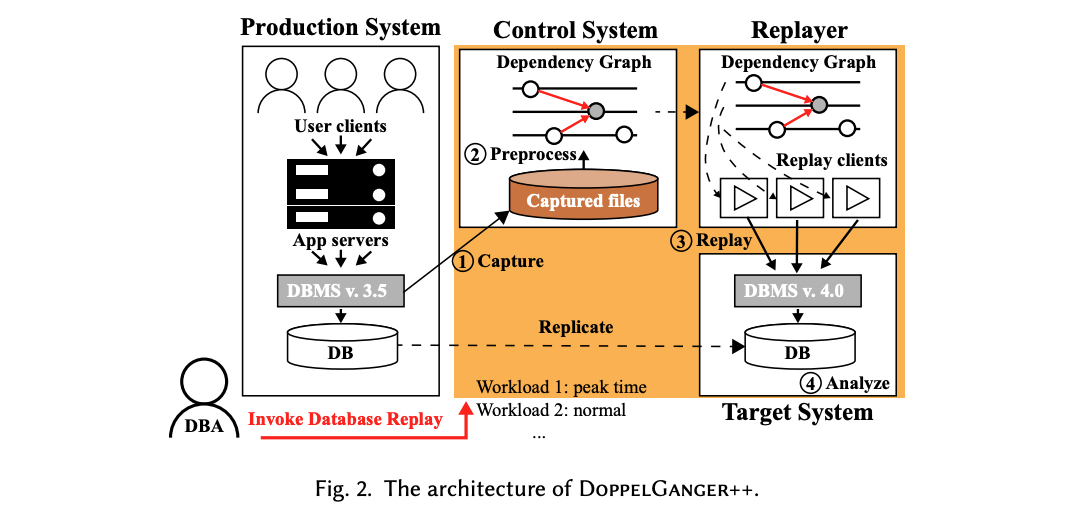 Production System
User clients
App servers
DBMS v. 3.5
DB
DBA
Invoke Database Replay
Control System
Dependency Graph
② Preprocess
Captured files
① Capture
Replicate
Workload 1: peak time
Workload 2: normal
...
Replayer
Dependency Graph
Replay clients
③ Replay
DBMS v. 4.0
DB
④ Analyze
Target System
Fig. 2. The architecture of DOPPELGANGER++.